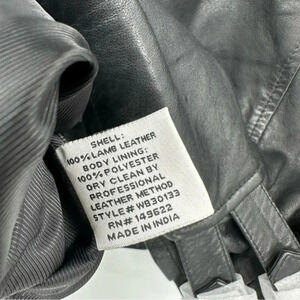 SHELL:
100% LAMB LEATHER
BODY LINING:
100% POLYESTER
DRY CLEAN BY
PROFESSIONAL
LEATHER METHOD
STYLE# WB30133
RN# 149622
MADE IN INDIA